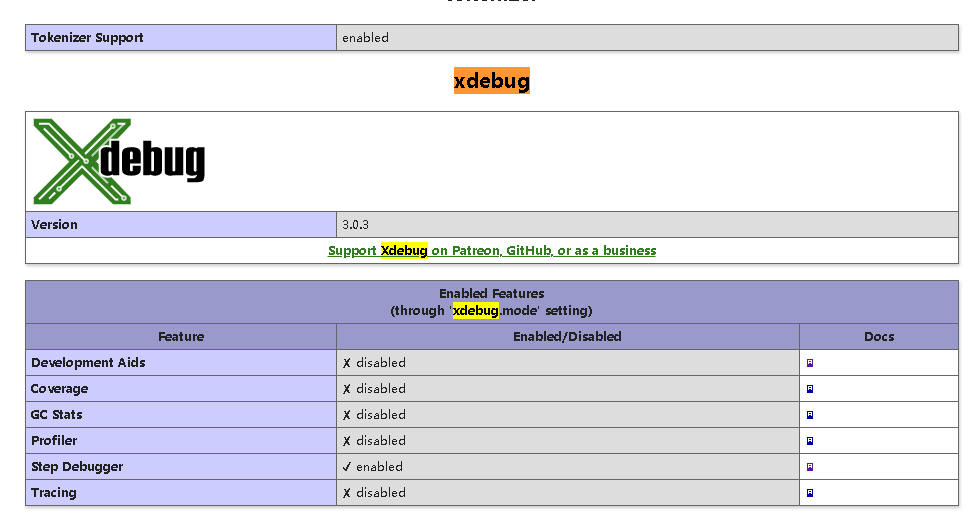 Tokenizer Support enabled
xdebug
Xdebug
Version 3.0.3
Support Xdebug on Patreon, GitHub, or as a business
Enabled Features
(through 'xdebug.mode' setting)
Feature Enabled/Disabled Docs
Development Aids ✗ disabled
Coverage ✗ disabled
GC Stats ✗ disabled
Profiler ✗ disabled
Step Debugger ✓ enabled
Tracing ✗ disabled